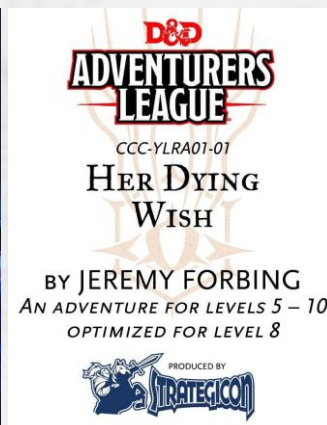 D&D
ADVENTURERS
LEAGUE
CCC-YLRA01-01
HER DYING
WISH
BY JEREMY FORBING
AN ADVENTURE FOR LEVELS 5 – 10
OPTIMIZED FOR LEVEL 8
PRODUCED BY
STRATEGICON